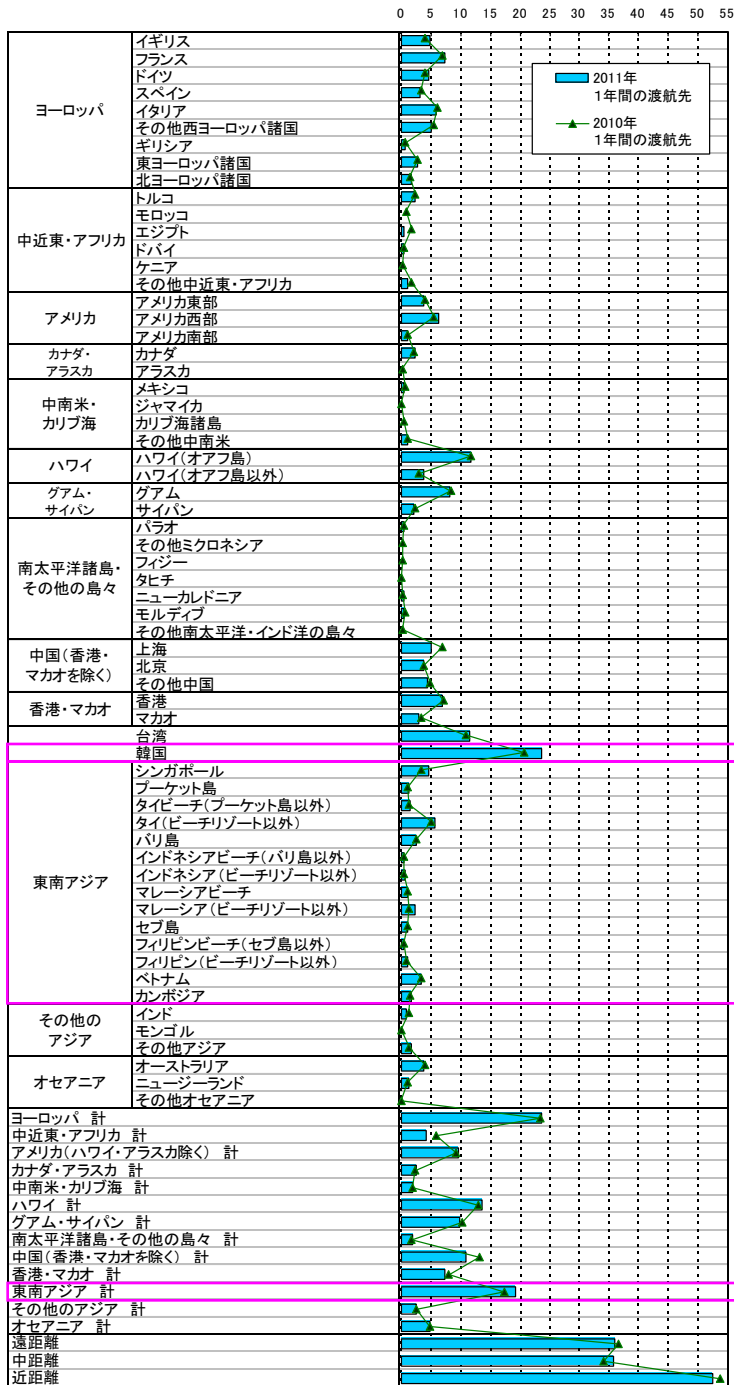 0 5 10 15 20 25 30 35 40 45 50 55
2011年
1年間の渡航先
2010年
1年間の渡航先
ヨーロッパ
イギリス
フランス
ドイツ
スペイン
イタリア
その他西ヨーロッパ諸国
ギリシア
東ヨーロッパ諸国
北ヨーロッパ諸国
中近東・アフリカ
トルコ
モロッコ
エジプト
ドバイ
ケニア
その他中近東・アフリカ
アメリカ
アメリカ東部
アメリカ西部
アメリカ南部
カナダ・
アラスカ
カナダ
アラスカ
中南米・
カリブ海
メキシコ
ジャマイカ
カリブ海諸島
その他中南米
ハワイ
ハワイ(オアフ島)
ハワイ(オアフ島以外)
グアム・
サイパン
グアム
サイパン
南太平洋諸島・
その他の島々
パラオ
その他ミクロネシア
フィジー
タヒチ
ニューカレドニア
モルディブ
その他南太平洋・インド洋の島々
中国(香港・
マカオを除く)
上海
北京
その他中国
香港・マカオ
香港
マカオ
台湾
韓国
東南アジア
シンガポール
プーケット島
タイビーチ(プーケット島以外)
タイ(ビーチリゾート以外)
バリ島
インドネシアビーチ(バリ島以外)
インドネシア(ビーチリゾート以外)
マレーシアビーチ
マレーシア(ビーチリゾート以外)
セブ島
フィリピンビーチ(セブ島以外)
フィリピン(ビーチリゾート以外)
ベトナム
カンボジア
その他の
アジア
インド
モンゴル
その他アジア
オセアニア
オーストラリア
ニュージーランド
その他オセアニア
ヨーロッパ 計
中近東・アフリカ 計
アメリカ(ハワイ・アラスカ除く) 計
カナダ・アラスカ 計
中南米・カリブ海 計
ハワイ 計
グアム・サイパン 計
南太平洋諸島・その他の島々 計
中国(香港・マカオを除く) 計
香港・マカオ 計
東南アジア 計
その他のアジア 計
オセアニア 計
遠距離
中距離
近距離